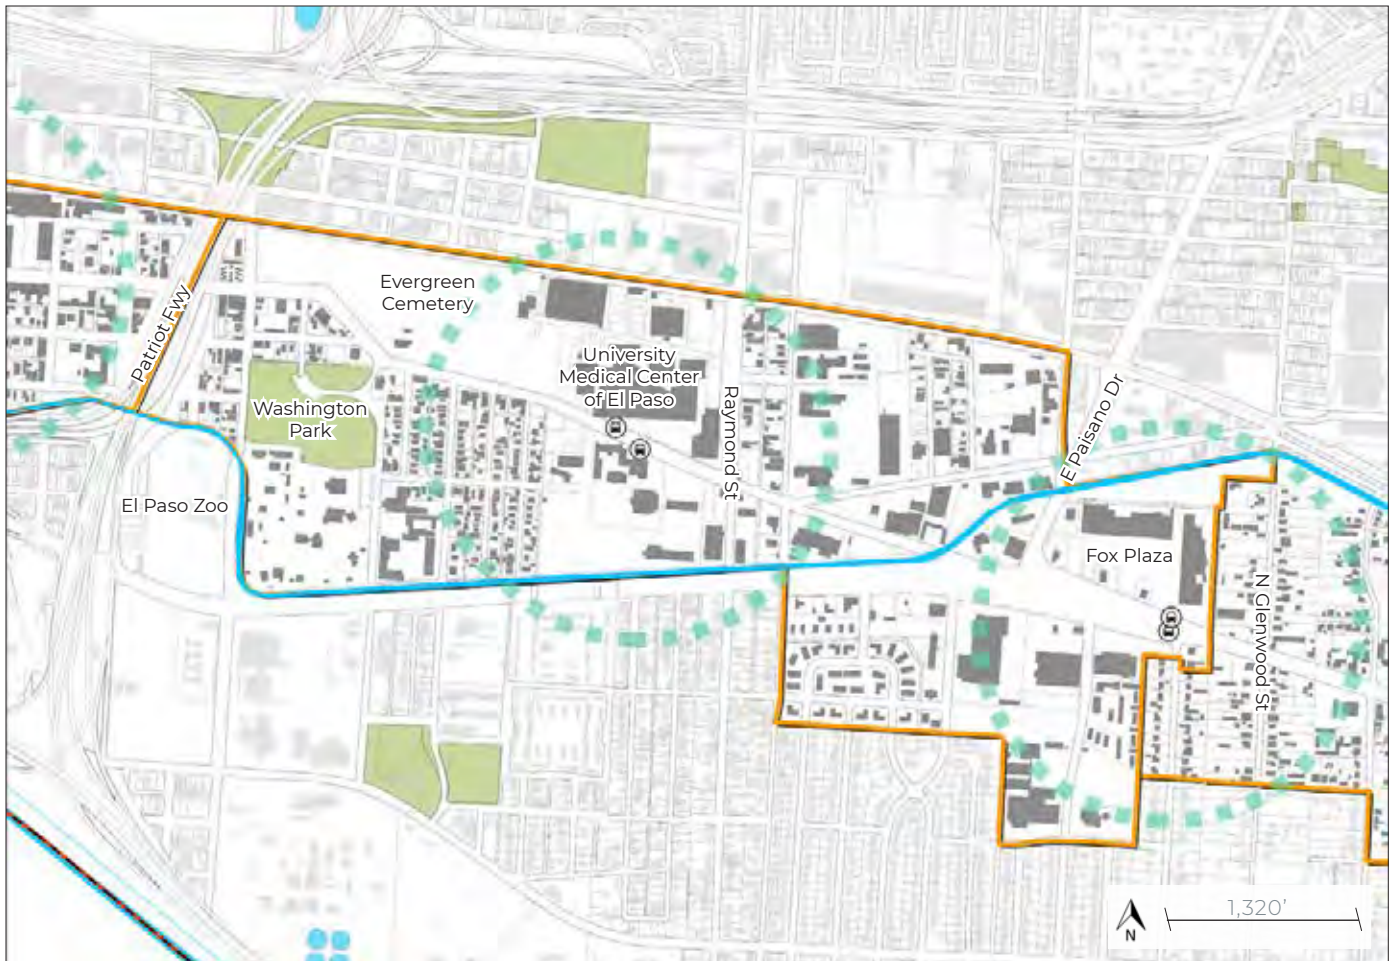 Evergreen
Cemetery
Patriot Fwy
University
Medical Center
of El Paso
Washington
Park
Raymond St
E Paisano Dr
El Paso Zoo
Fox Plaza
N Glenwood St
1,320'
N